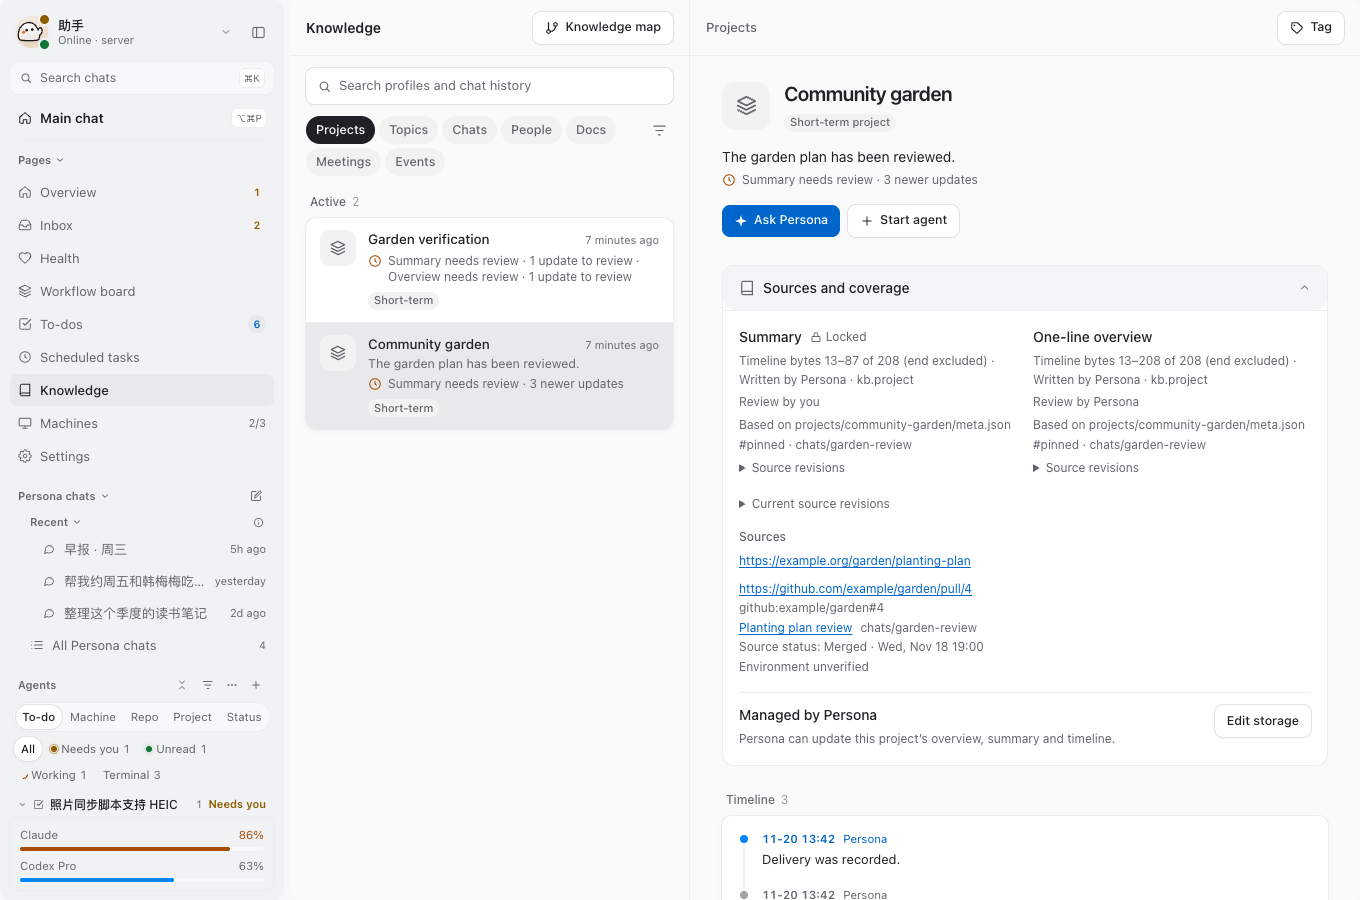 助手
Online · server
Search chats
⌘K
Main chat
⌥⌘P
Pages
Overview
1
Inbox
2
Health
Workflow board
To-dos
6
Scheduled tasks
Knowledge
Machines
2/3
Settings
Persona chats
Recent
早报 · 周三
5h ago
帮我约周五和韩梅梅吃...
yesterday
整理这个季度的读书笔记
2d ago
All Persona chats
4
Agents
To-do
Machine
Repo
Project
Status
All
Needs you 1
Unread 1
Working 1
Terminal 3
照片同步脚本支持 HEIC
1 Needs you
Claude
86%
Codex Pro
63%
Knowledge
Knowledge map
Search profiles and chat history
Projects
Topics
Chats
People
Docs
Meetings
Events
Active 2
Garden verification
7 minutes ago
Summary needs review · 1 update to review ·
Overview needs review · 1 update to review
Short-term
Community garden
7 minutes ago
The garden plan has been reviewed.
Summary needs review · 3 newer updates
Short-term
Projects
Tag
Community garden
Short-term project
The garden plan has been reviewed.
Summary needs review · 3 newer updates
Ask Persona
Start agent
Sources and coverage
Summary
Locked
Timeline bytes 13–87 of 208 (end excluded) ·
Written by Persona · kb.project
Review by you
Based on projects/community-garden/meta.json
#pinned · chats/garden-review
Source revisions
One-line overview
Timeline bytes 13–208 of 208 (end excluded) ·
Written by Persona · kb.project
Review by Persona
Based on projects/community-garden/meta.json
#pinned · chats/garden-review
Source revisions
Current source revisions
Sources
https://example.org/garden/planting-plan
https://github.com/example/garden/pull/4
github:example/garden#4
Planting plan review chats/garden-review
Source status: Merged · Wed, Nov 18 19:00
Environment unverified
Managed by Persona
Persona can update this project's overview, summary and timeline.
Edit storage
Timeline 3
11-20 13:42 Persona
Delivery was recorded.
11-20 13:42 Persona